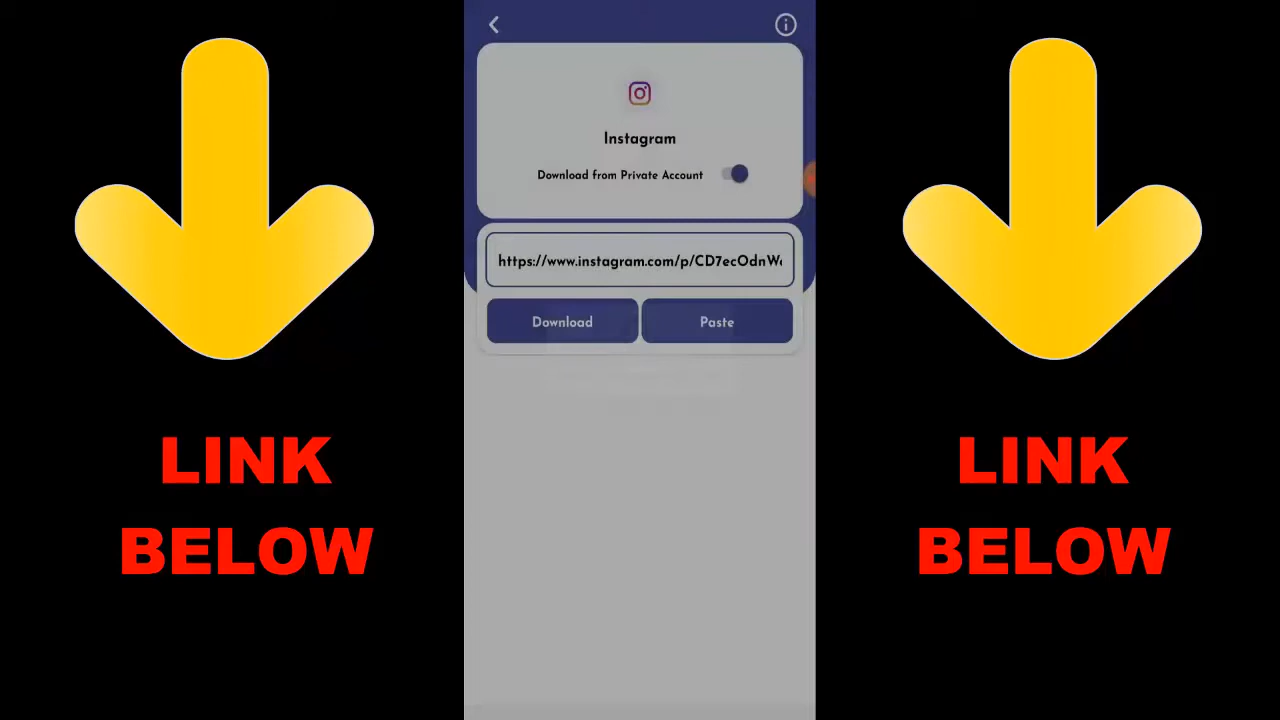 Instagram
Download from Private Account
https://www.instagram.com/p/CD7ecOdnW
Download
Paste
LINK
BELOW
LINK
BELOW